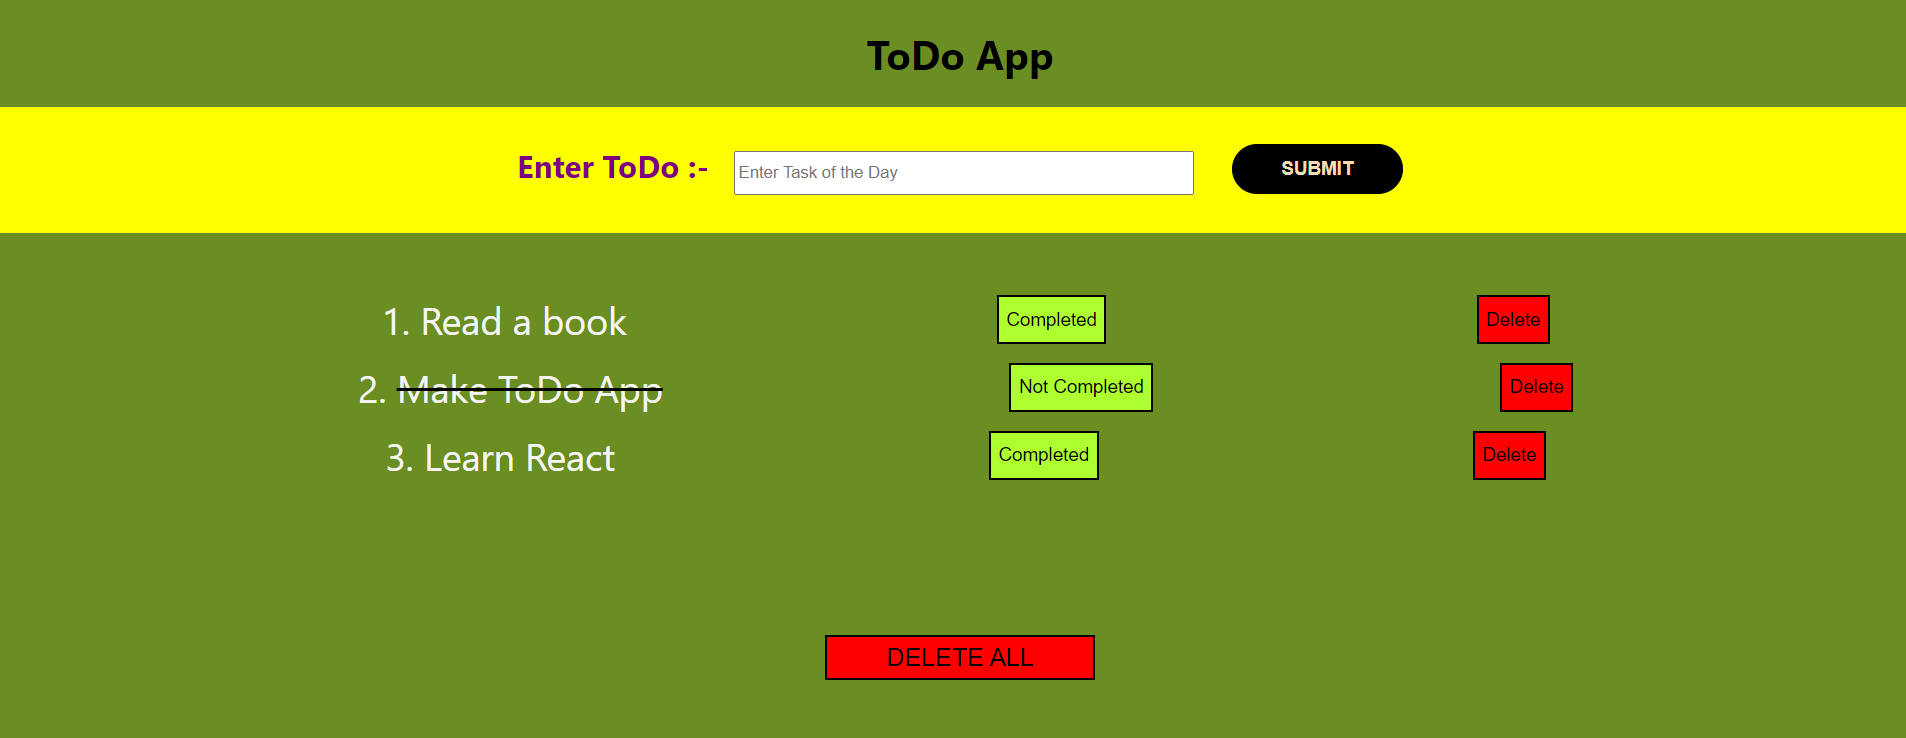 ToDo App
Enter ToDo :- Enter Task of the Day SUBMIT
1. Read a book Completed Delete
2. Make ToDo App Not Completed Delete
3. Learn React Completed Delete
DELETE ALL